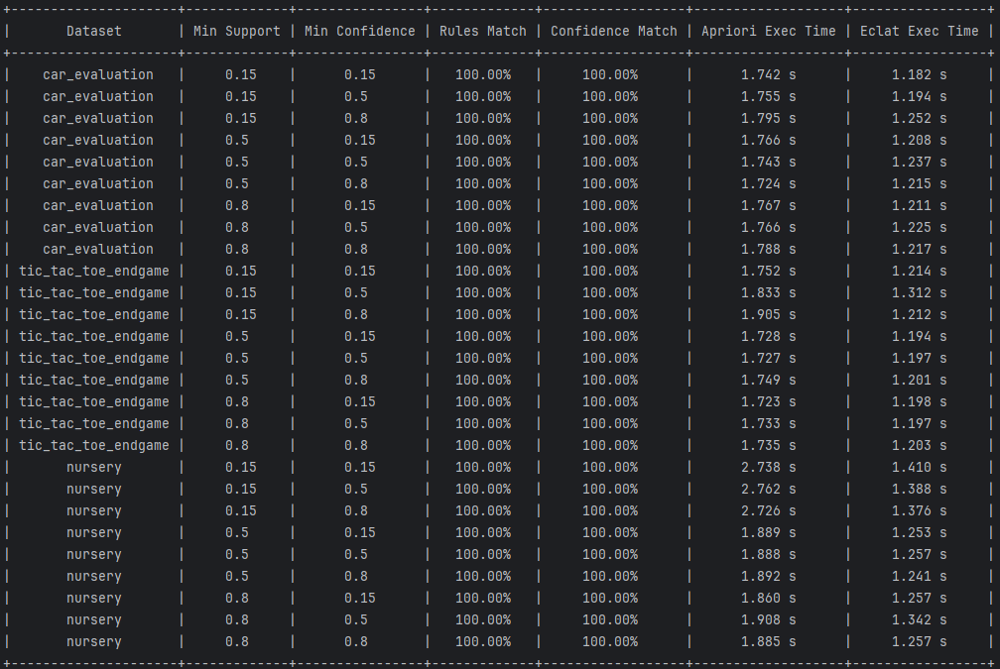 +---------------------+-------------+----------------+-------------+------------------+-------------------+-----------------+
|       Dataset       | Min Support | Min Confidence | Rules Match | Confidence Match | Apriori Exec Time | Eclat Exec Time |
+---------------------+-------------+----------------+-------------+------------------+-------------------+-----------------+
|    car_evaluation   |     0.15    |      0.15      |   100.00%   |     100.00%      |      1.742 s      |     1.182 s     |
|    car_evaluation   |     0.15    |      0.5       |   100.00%   |     100.00%      |      1.755 s      |     1.194 s     |
|    car_evaluation   |     0.15    |      0.8       |   100.00%   |     100.00%      |      1.795 s      |     1.252 s     |
|    car_evaluation   |     0.5     |      0.15      |   100.00%   |     100.00%      |      1.766 s      |     1.208 s     |
|    car_evaluation   |     0.5     |      0.5       |   100.00%   |     100.00%      |      1.743 s      |     1.237 s     |
|    car_evaluation   |     0.5     |      0.8       |   100.00%   |     100.00%      |      1.724 s      |     1.215 s     |
|    car_evaluation   |     0.8     |      0.15      |   100.00%   |     100.00%      |      1.767 s      |     1.211 s     |
|    car_evaluation   |     0.8     |      0.5       |   100.00%   |     100.00%      |      1.766 s      |     1.225 s     |
|    car_evaluation   |     0.8     |      0.8       |   100.00%   |     100.00%      |      1.788 s      |     1.217 s     |
| tic_tac_toe_endgame |     0.15    |      0.15      |   100.00%   |     100.00%      |      1.752 s      |     1.214 s     |
| tic_tac_toe_endgame |     0.15    |      0.5       |   100.00%   |     100.00%      |      1.833 s      |     1.312 s     |
| tic_tac_toe_endgame |     0.15    |      0.8       |   100.00%   |     100.00%      |      1.905 s      |     1.212 s     |
| tic_tac_toe_endgame |     0.5     |      0.15      |   100.00%   |     100.00%      |      1.728 s      |     1.194 s     |
| tic_tac_toe_endgame |     0.5     |      0.5       |   100.00%   |     100.00%      |      1.727 s      |     1.197 s     |
| tic_tac_toe_endgame |     0.5     |      0.8       |   100.00%   |     100.00%      |      1.749 s      |     1.201 s     |
| tic_tac_toe_endgame |     0.8     |      0.15      |   100.00%   |     100.00%      |      1.723 s      |     1.198 s     |
| tic_tac_toe_endgame |     0.8     |      0.5       |   100.00%   |     100.00%      |      1.733 s      |     1.197 s     |
| tic_tac_toe_endgame |     0.8     |      0.8       |   100.00%   |     100.00%      |      1.735 s      |     1.203 s     |
|       nursery       |     0.15    |      0.15      |   100.00%   |     100.00%      |      2.738 s      |     1.410 s     |
|       nursery       |     0.15    |      0.5       |   100.00%   |     100.00%      |      2.762 s      |     1.388 s     |
|       nursery       |     0.15    |      0.8       |   100.00%   |     100.00%      |      2.726 s      |     1.376 s     |
|       nursery       |     0.5     |      0.15      |   100.00%   |     100.00%      |      1.889 s      |     1.253 s     |
|       nursery       |     0.5     |      0.5       |   100.00%   |     100.00%      |      1.888 s      |     1.257 s     |
|       nursery       |     0.5     |      0.8       |   100.00%   |     100.00%      |      1.892 s      |     1.241 s     |
|       nursery       |     0.8     |      0.15      |   100.00%   |     100.00%      |      1.860 s      |     1.257 s     |
|       nursery       |     0.8     |      0.5       |   100.00%   |     100.00%      |      1.908 s      |     1.342 s     |
|       nursery       |     0.8     |      0.8       |   100.00%   |     100.00%      |      1.885 s      |     1.257 s     |
+---------------------+-------------+----------------+-------------+------------------+-------------------+-----------------+